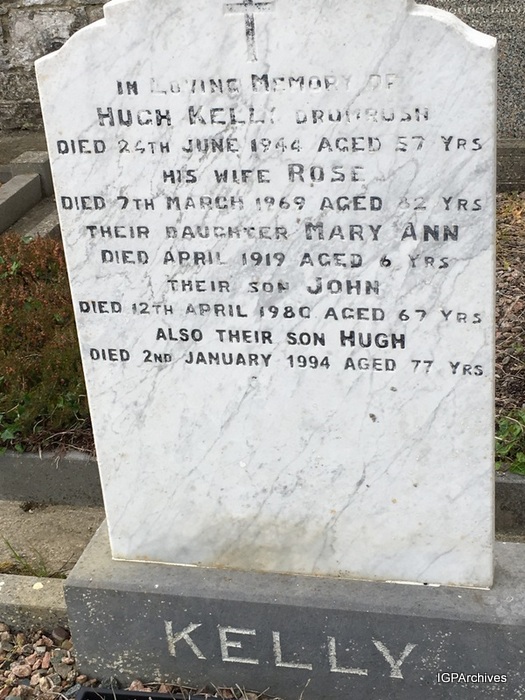 IN LOVING MEMORY OF
HUGH KELLY DRUMRUSH
DIED 24TH JUNE 1944 AGED 57 YRS
HIS WIFE ROSE
DIED 7TH MARCH 1969 AGED 82 YRS
THEIR DAUGHTER MARY ANN
DIED APRIL 1919 AGED 6 YRS
THEIR SON JOHN
DIED 12TH APRIL 1980 AGED 67 YRS
ALSO THEIR SON HUGH
DIED 2ND JANUARY 1994 AGED 77 YRS
KELLY
IGPArchives